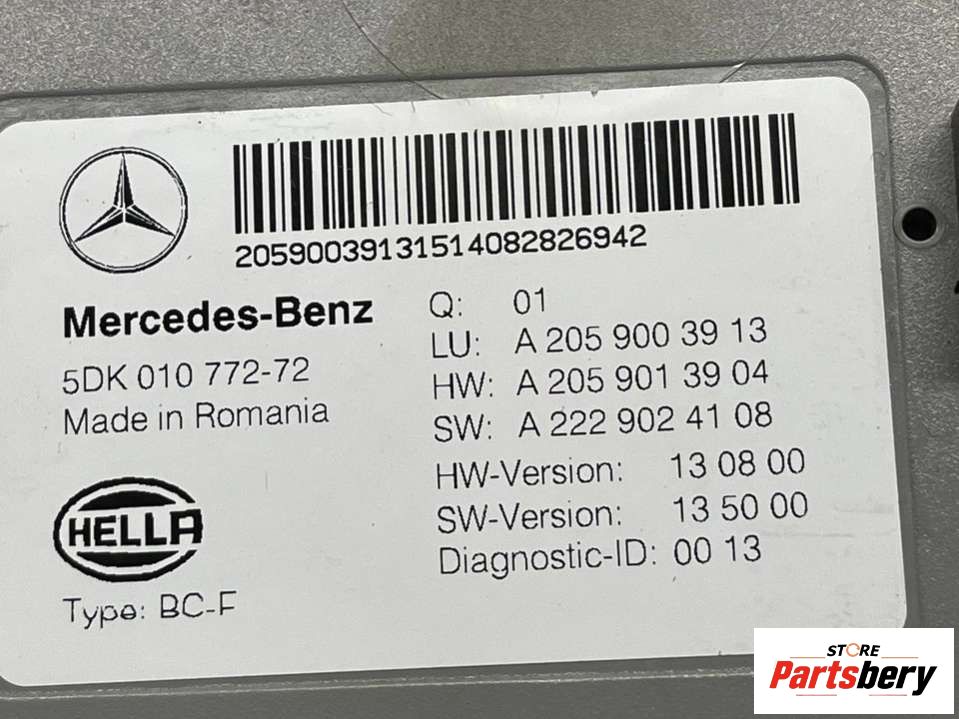 20590039131514082826942
Mercedes-Benz
5DK 010 772-72
Made in Romania
HELLA
Type: BC-F
Q: 01
LU: A 205 900 39 13
HW: A 205 901 39 04
SW: A 222 902 41 08
HW-Version: 13 08 00
SW-Version: 13 50 00
Diagnostic-ID: 00 13
STORE
Partsbery